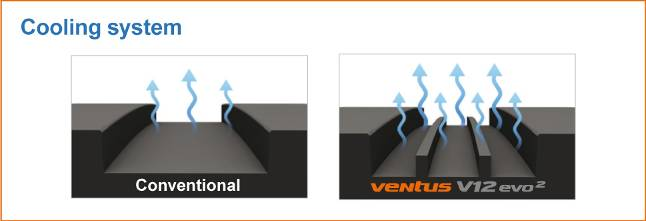 Cooling system
Conventional
ventus V12 evo²